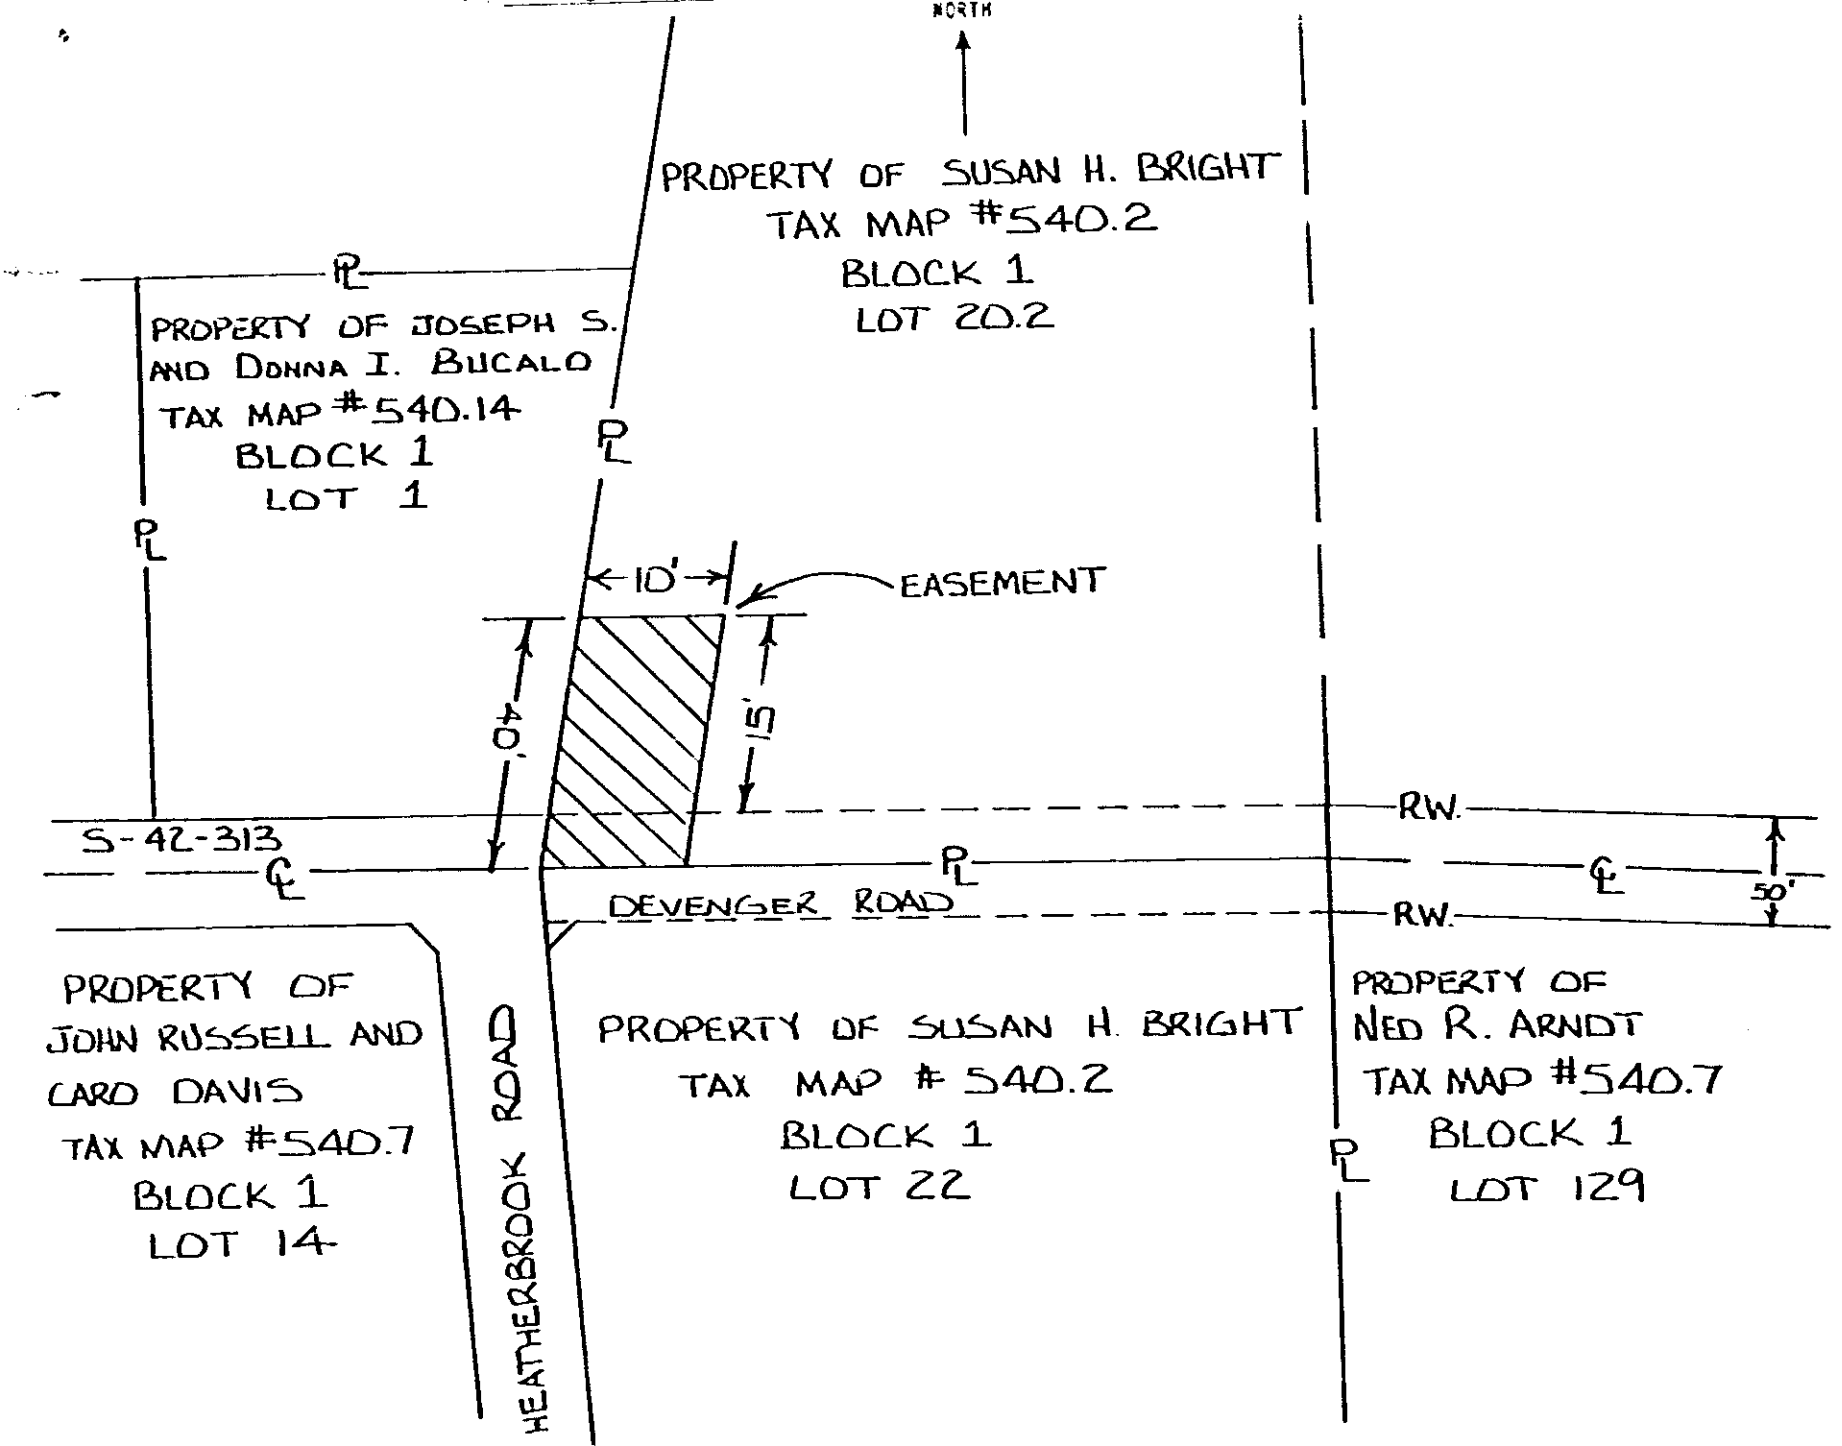 NORTH
PROPERTY OF SUSAN H. BRIGHT
TAX MAP #540.2
BLOCK 1
LOT 20.2
PL
PROPERTY OF JOSEPH S.
AND DONNA I. BUCALO
TAX MAP #540.14
BLOCK 1
LOT 1
PL
PL
10'
EASEMENT
40'
15'
S-42-313
CL
PL
RW.
CL
50'
DEVENGER ROAD
RW.
PROPERTY OF
JOHN RUSSELL AND
CARO DAVIS
TAX MAP #540.7
BLOCK 1
LOT 14
HEATHERBROOK ROAD
PROPERTY OF SUSAN H. BRIGHT
TAX MAP # 540.2
BLOCK 1
LOT 22
PL
PROPERTY OF
NED R. ARNDT
TAX MAP #540.7
BLOCK 1
LOT 129